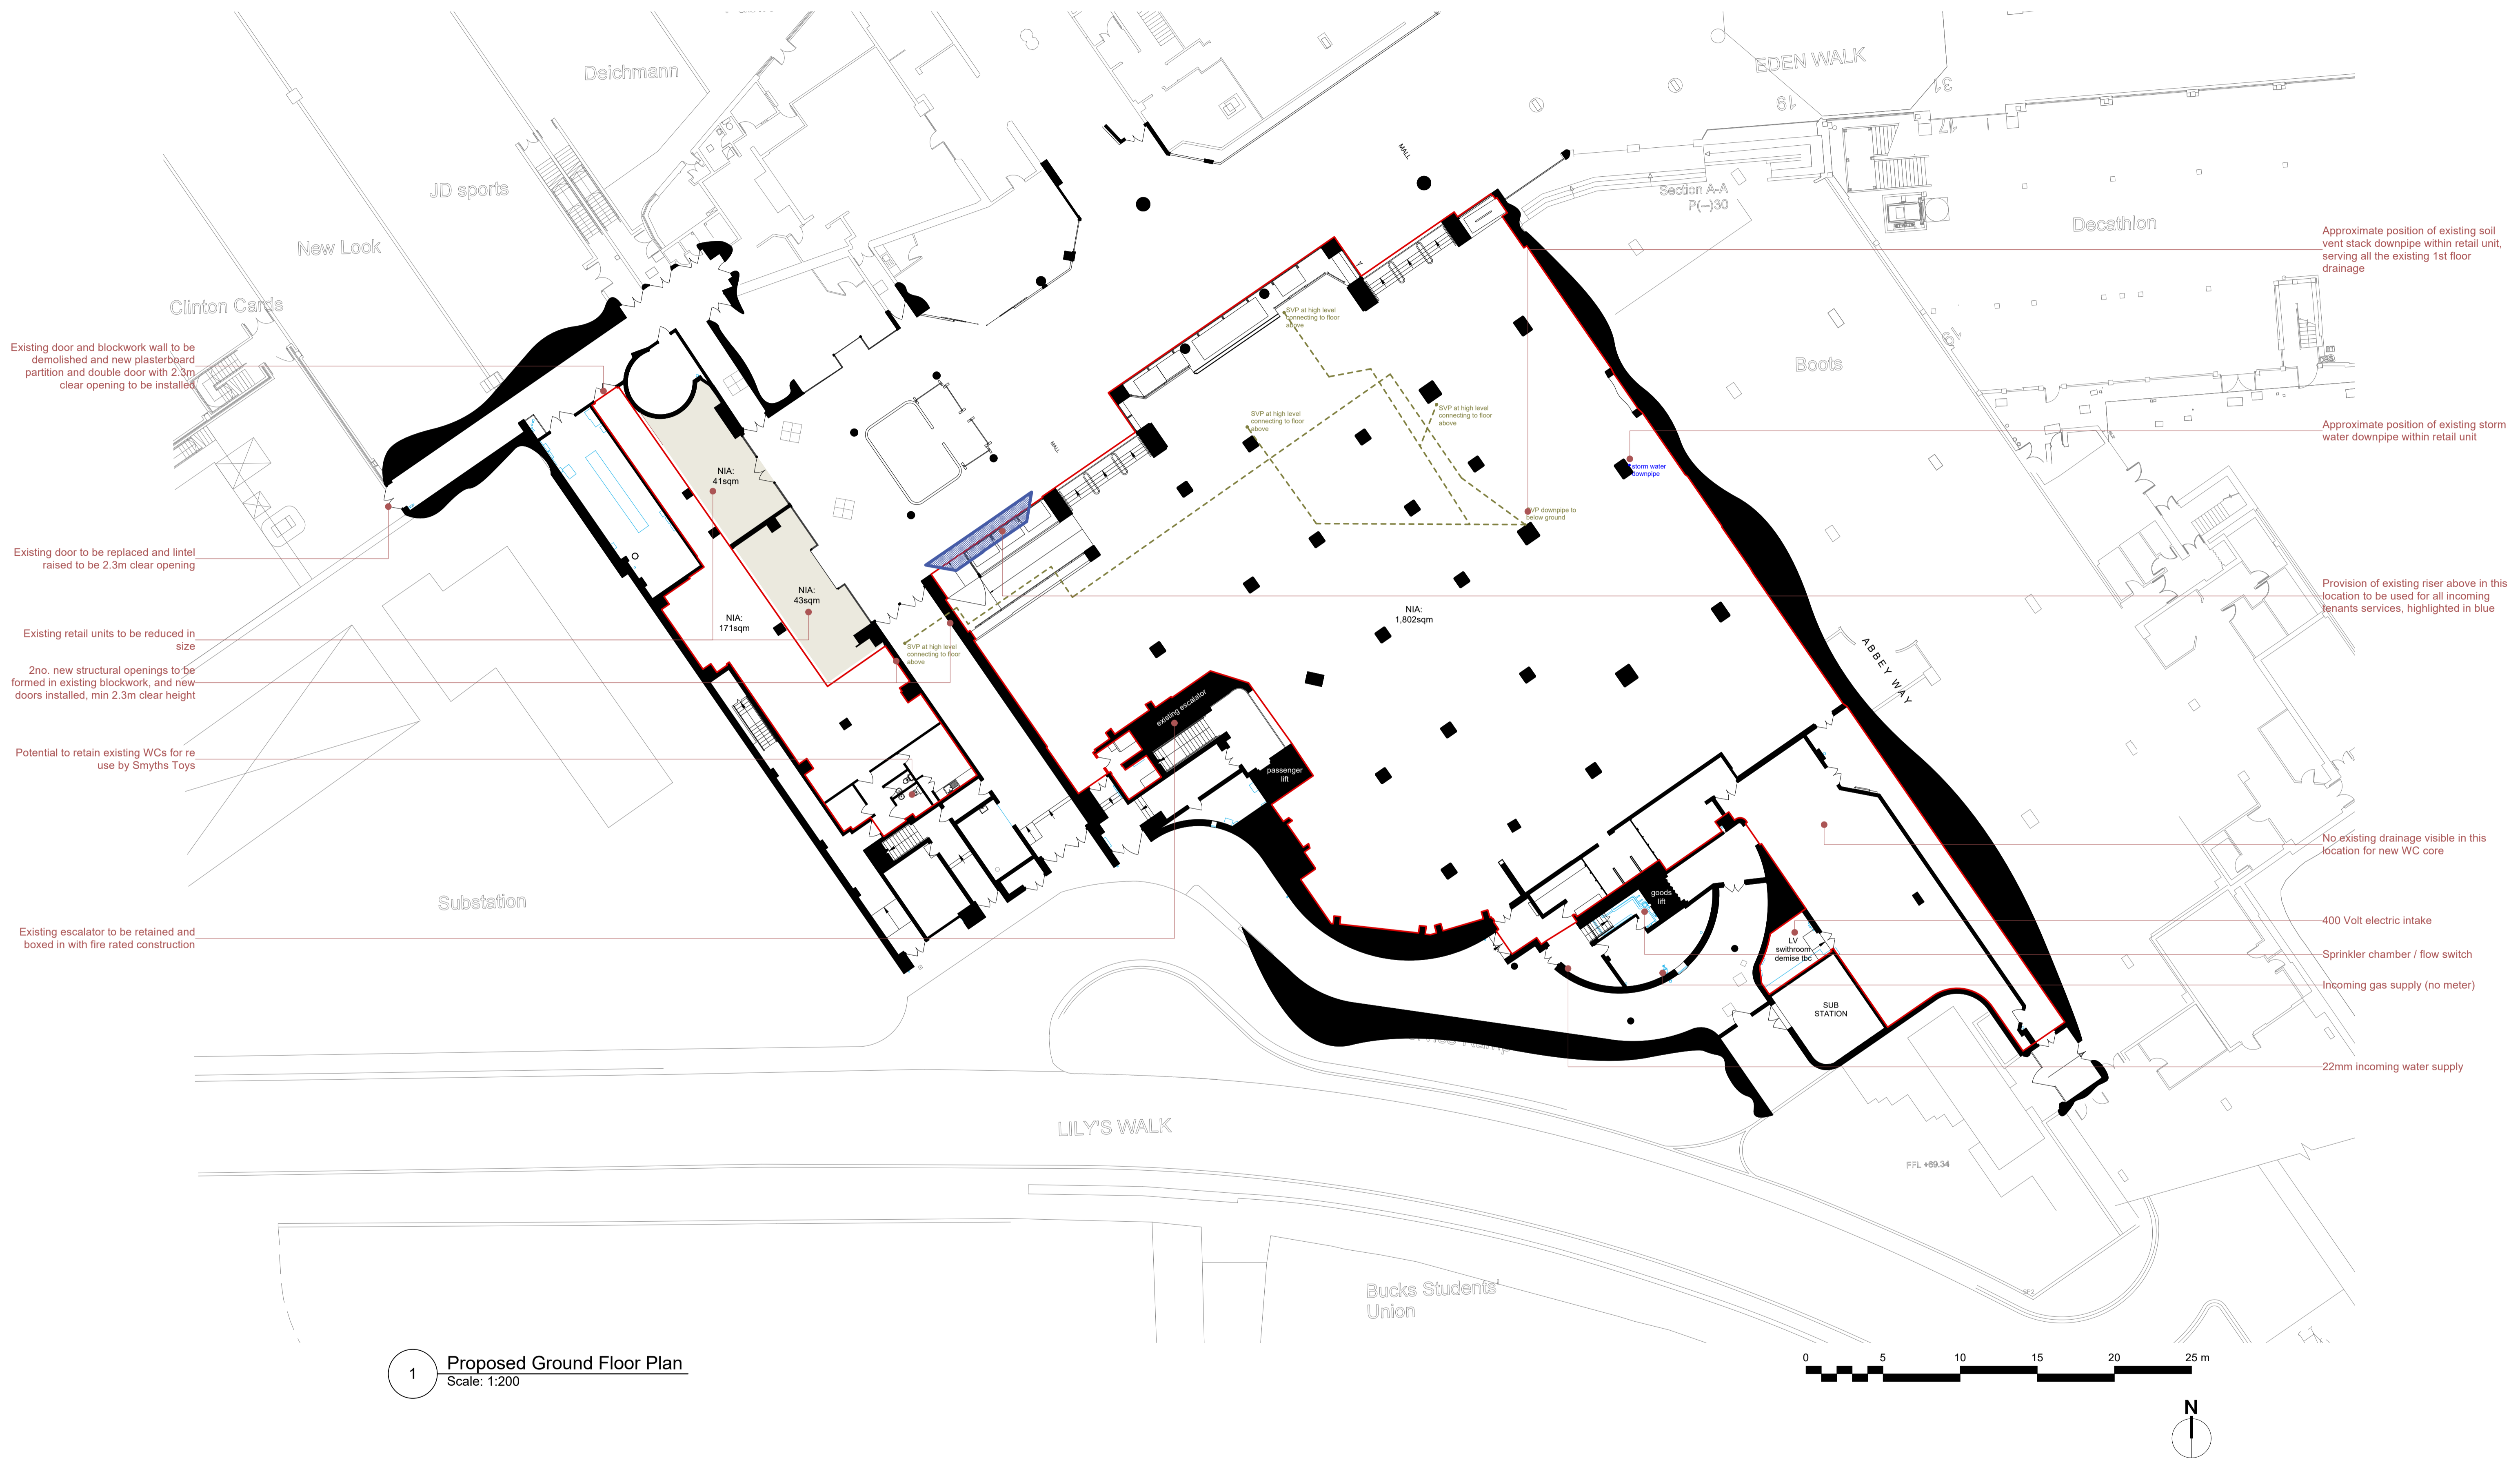 Deichmann
EDEN WALK
31
19
17
JD sports
New Look
Clinton Cards
MALL
Section A-A
P(--)30
Decathlon
Boots
19
Approximate position of existing soil
vent stack downpipe within retail unit,
serving all the existing 1st floor
drainage
Existing door and blockwork wall to be
demolished and new plasterboard
partition and double door with 2.3m
clear opening to be installed
SVP at high level
connecting to floor
above
SVP at high level
connecting to floor
above
SVP at high level
connecting to floor
above
MALL
Approximate position of existing storm
water downpipe within retail unit
storm water
downpipe
NIA:
41sqm
SVP downpipe to
below ground
Existing door to be replaced and lintel
raised to be 2.3m clear opening
NIA:
43sqm
NIA:
171sqm
NIA:
1,802sqm
Provision of existing riser above in this
location to be used for all incoming
tenants services, highlighted in blue
Existing retail units to be reduced in
size
SVP at high level
connecting to floor
above
2no. new structural openings to be
formed in existing blockwork, and new
doors installed, min 2.3m clear height
ABBEY WAY
existing escalator
Potential to retain existing WCs for re
use by Smyths Toys
passenger
lift
No existing drainage visible in this
location for new WC core
goods
lift
Substation
400 Volt electric intake
Existing escalator to be retained and
boxed in with fire rated construction
LV
swithroom
demise tbc
Sprinkler chamber / flow switch
Incoming gas supply (no meter)
SUB
STATION
22mm incoming water supply
LILY'S WALK
FFL +69.34
Bucks Students'
Union
SP2
1
Proposed Ground Floor Plan
Scale: 1:200
0 5 10 15 20 25 m
N